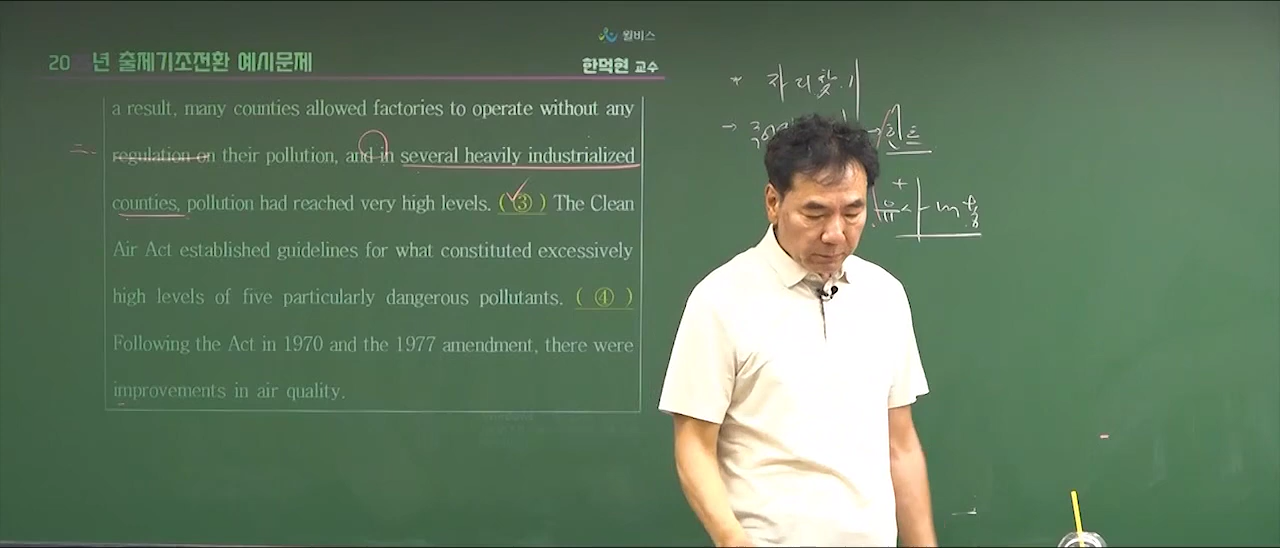 윌비스
20 년 출제기조전환 예시문제
한덕현 교수
a result, many counties allowed factories to operate without any
regulation on their pollution, and in several heavily industrialized
counties, pollution had reached very high levels. ( ③ ) The Clean
Air Act established guidelines for what constituted excessively
high levels of five particularly dangerous pollutants. ( ④ )
Following the Act in 1970 and the 1977 amendment, there were
improvements in air quality.
* 자리찾기
→ 힌트
+